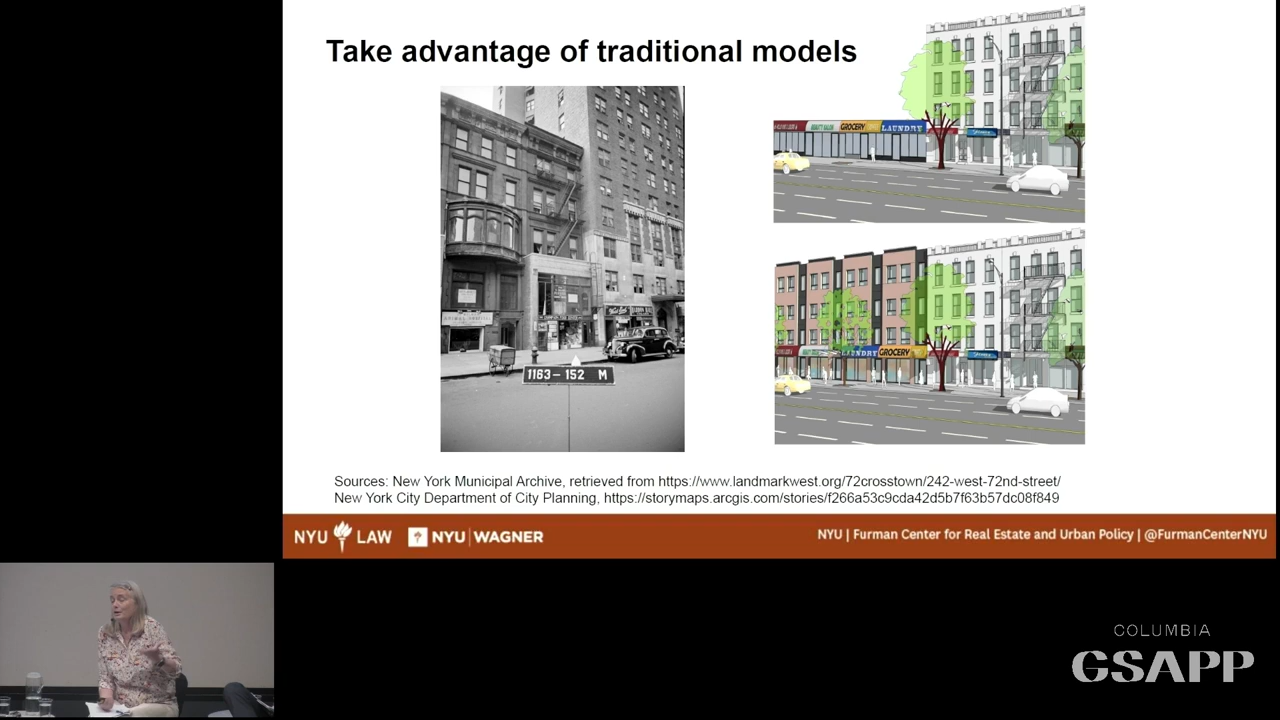 Take advantage of traditional models
GROCERY
LAUNDRY
1163-152 M
LAUNDRY
GROCERY
Sources: New York Municipal Archive, retrieved from https://www.landmarkwest.org/72crosstown/242-west-72nd-street/
New York City Department of City Planning, https://storymaps.arcgis.com/stories/f266a53c9cda42d5b7f63b57dc08f849
NYU LAW NYU WAGNER
NYU | Furman Center for Real Estate and Urban Policy | @FurmanCenterNYU
COLUMBIA
GSAPP